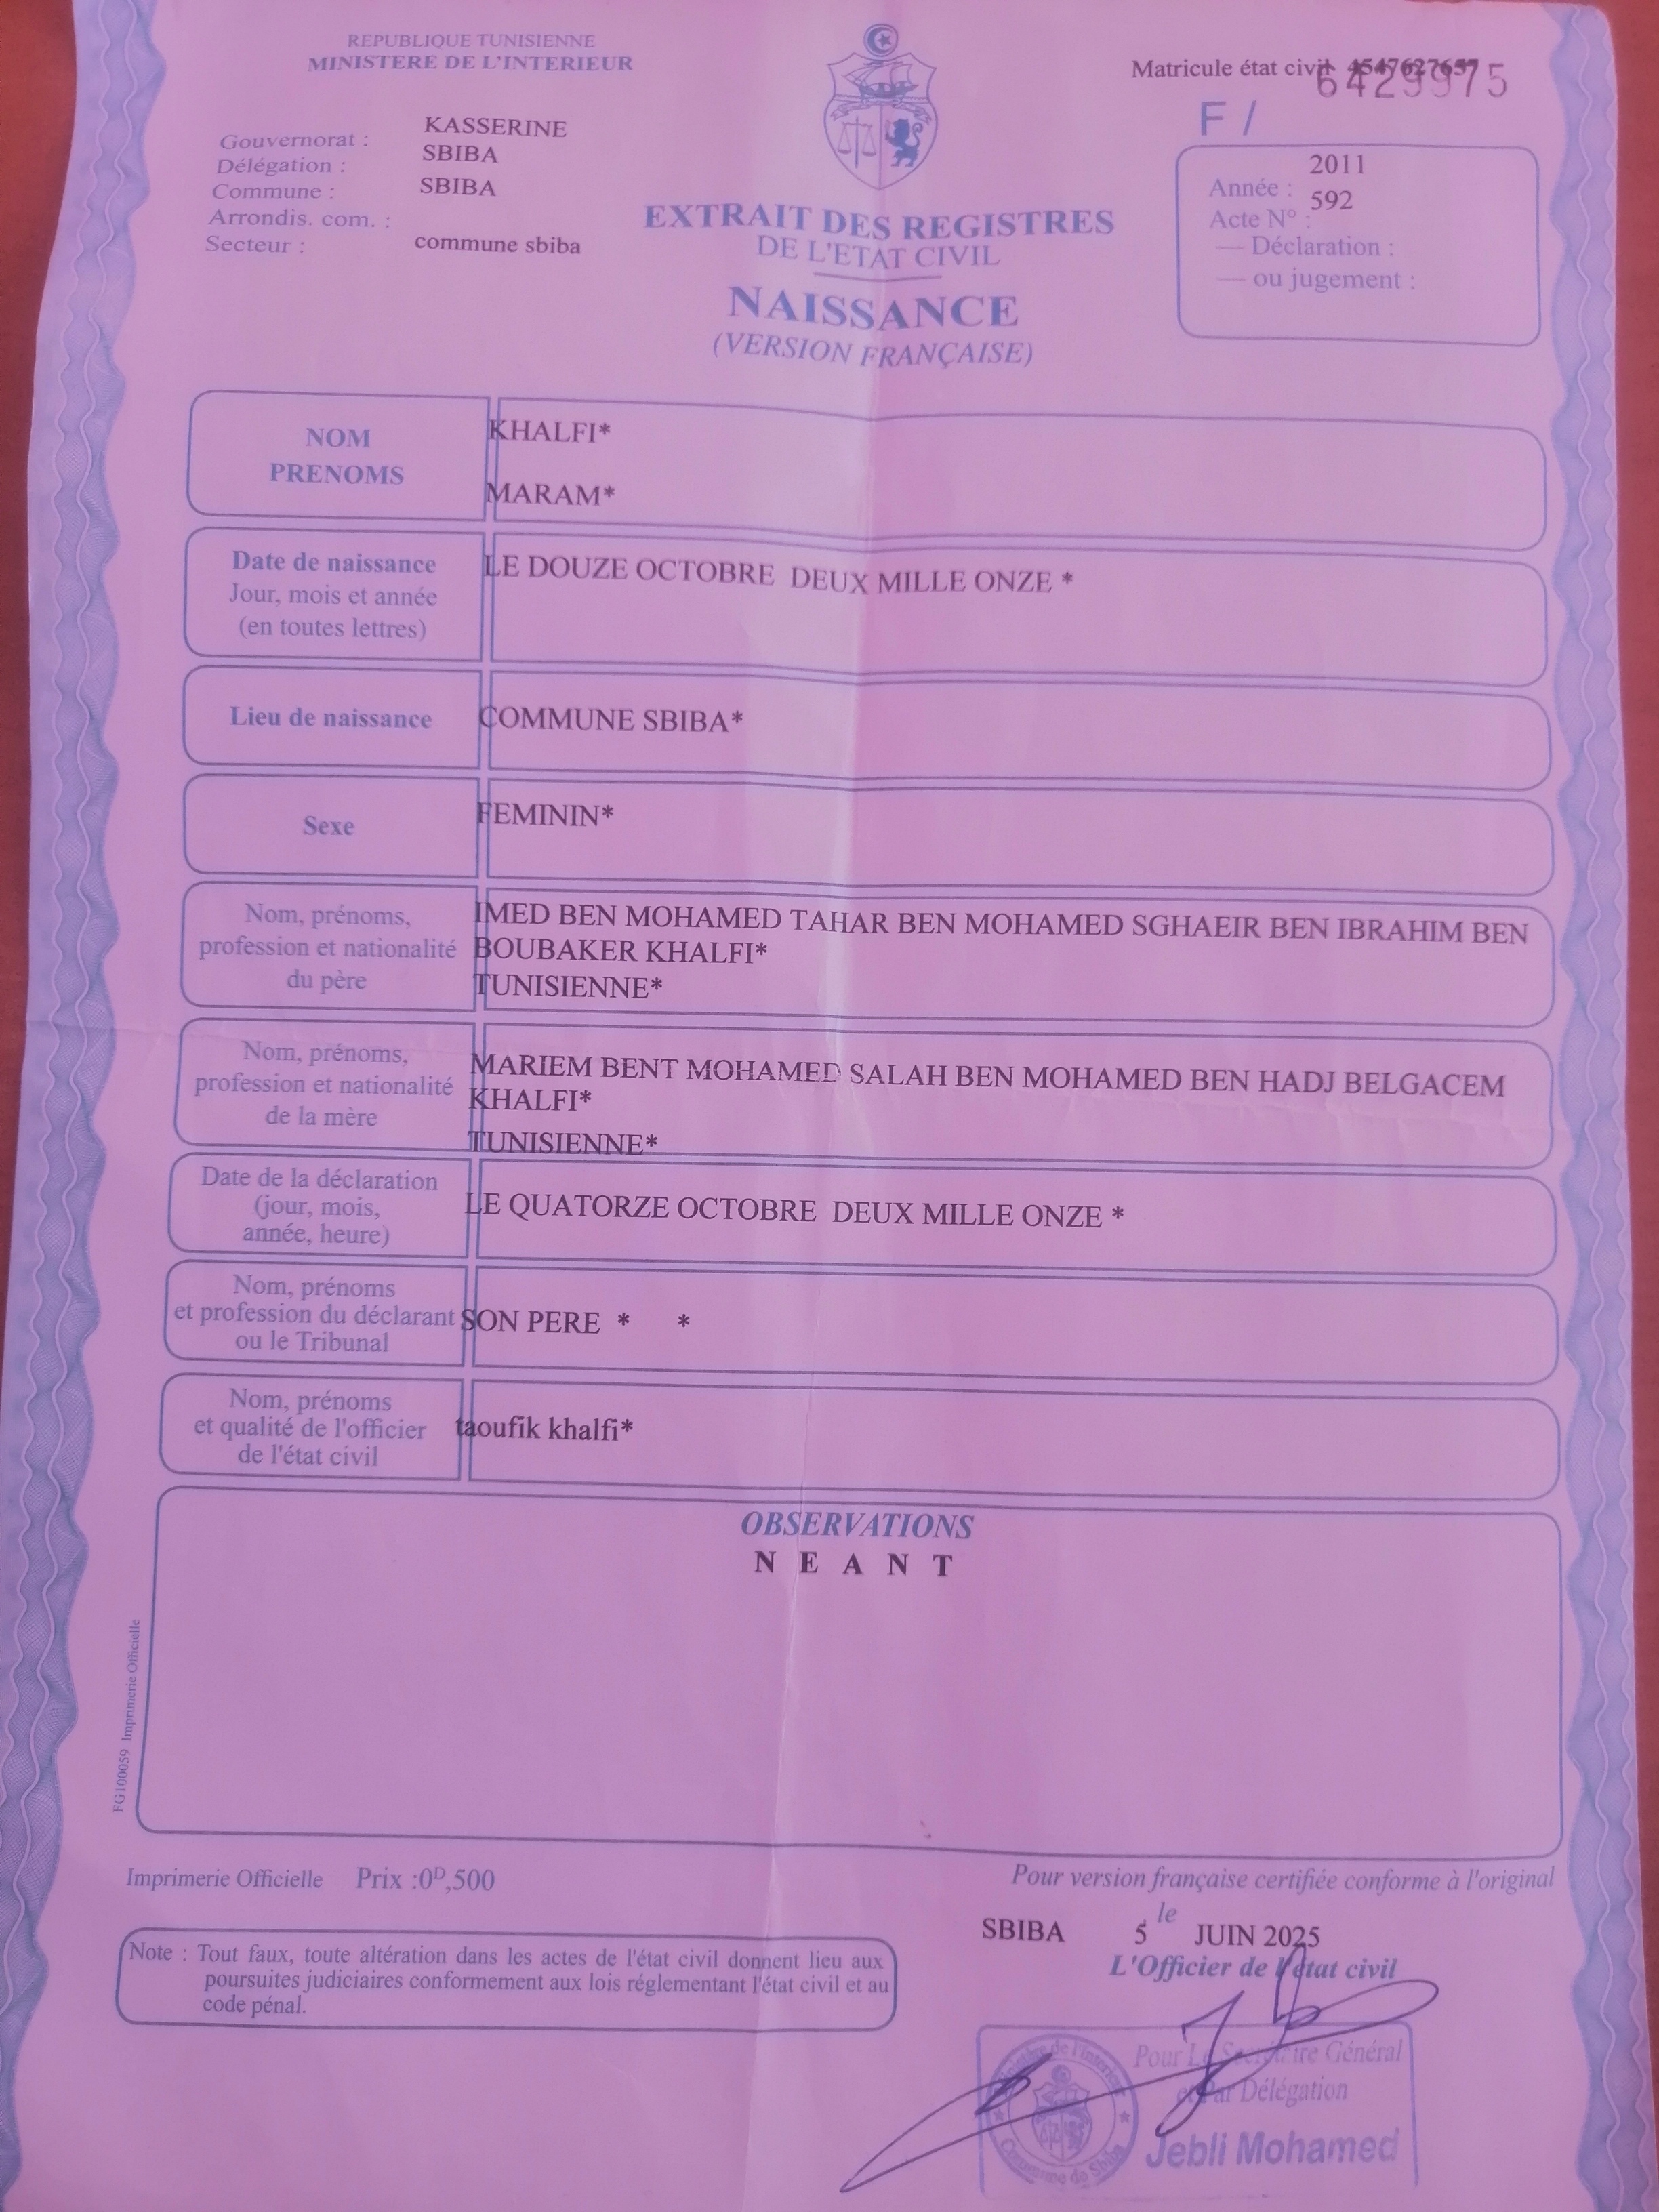 REPUBLIQUE TUNISIENNE
MINISTERE DE L'INTERIEUR
Matricule état civil
6429975
F /
Gouvernorat : KASSERINE
Délégation : SBIBA
Commune : SBIBA
Arrondis. com. :
Secteur : commune sbiba
EXTRAIT DES REGISTRES
DE L'ETAT CIVIL
NAISSANCE
(VERSION FRANÇAISE)
Année : 2011
Acte N° : 592
— Déclaration :
— ou jugement :
NOM
PRENOMS
KHALFI*
MARAM*
Date de naissance
Jour, mois et année
(en toutes lettres)
LE DOUZE OCTOBRE DEUX MILLE ONZE *
Lieu de naissance
COMMUNE SBIBA*
Sexe
FEMININ*
Nom, prénoms,
profession et nationalité
du père
IMED BEN MOHAMED TAHAR BEN MOHAMED SGHAEIR BEN IBRAHIM BEN
BOUBAKER KHALFI*
TUNISIENNE*
Nom, prénoms,
profession et nationalité
de la mère
MARIEM BENT MOHAMED SALAH BEN MOHAMED BEN HADJ BELGACEM
KHALFI*
TUNISIENNE*
Date de la déclaration
(jour, mois,
année, heure)
LE QUATORZE OCTOBRE DEUX MILLE ONZE *
Nom, prénoms
et profession du déclarant
ou le Tribunal
SON PERE * *
Nom, prénoms
et qualité de l'officier
de l'état civil
taoufik khalfi*
OBSERVATIONS
N E A N T
FG100059 Imprimerie Officielle
Imprimerie Officielle Prix :0ᴰ,500
Pour version française certifiée conforme à l'original
SBIBA 5 le JUIN 2025
L'Officier de l'état civil
Note : Tout faux, toute altération dans les actes de l'état civil donnent lieu aux
poursuites judiciaires conformement aux lois réglementant l'état civil et au
code pénal.
Pour Le Secrétaire Général
et Par Délégation
Jebli Mohamed
Ministère de l'Interieur
Commune de Sbiba